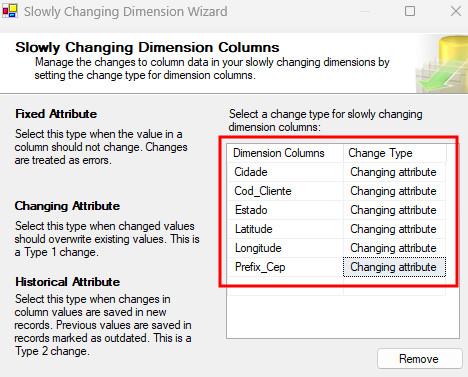 Slowly Changing Dimension Wizard
Slowly Changing Dimension Columns
Manage the changes to column data in your slowly changing dimensions by
setting the change type for dimension columns.
Fixed Attribute
Select this type when the value in a
column should not change. Changes
are treated as errors.
Changing Attribute
Select this type when changed values
should overwrite existing values. This is
a Type 1 change.
Historical Attribute
Select this type when changes in
column values are saved in new
records. Previous values are saved in
records marked as outdated. This is a
Type 2 change.
Select a change type for slowly changing
dimension columns:
Dimension Columns Change Type
Cidade Changing attribute
Cod_Cliente Changing attribute
Estado Changing attribute
Latitude Changing attribute
Longitude Changing attribute
Prefix_Cep Changing attribute
Remove